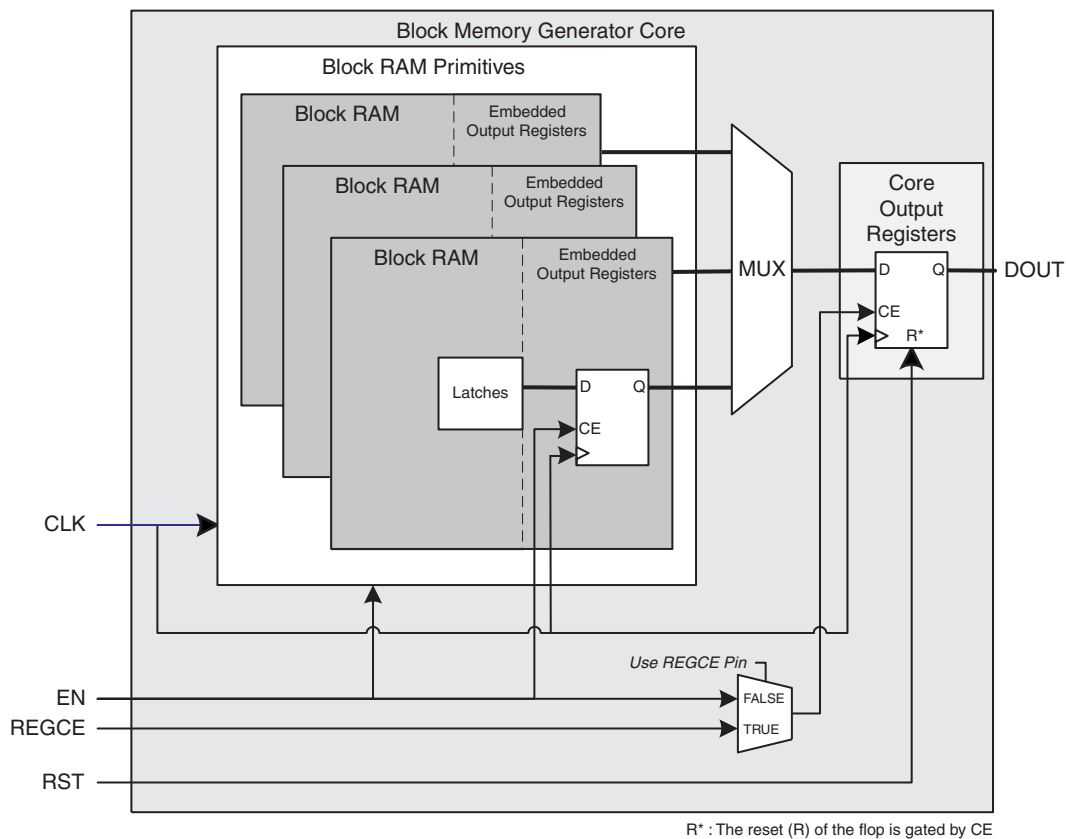 Block Memory Generator Core
Block RAM Primitives
Block RAM
Embedded
Output Registers
Block RAM
Embedded
Output Registers
Block RAM
Embedded
Output Registers
MUX
Core
Output
Registers
D
Q
CE
R*
DOUT
Latches
D
Q
CE
CLK
Use REGCE Pin
EN
FALSE
REGCE
TRUE
RST
R* : The reset (R) of the flop is gated by CE